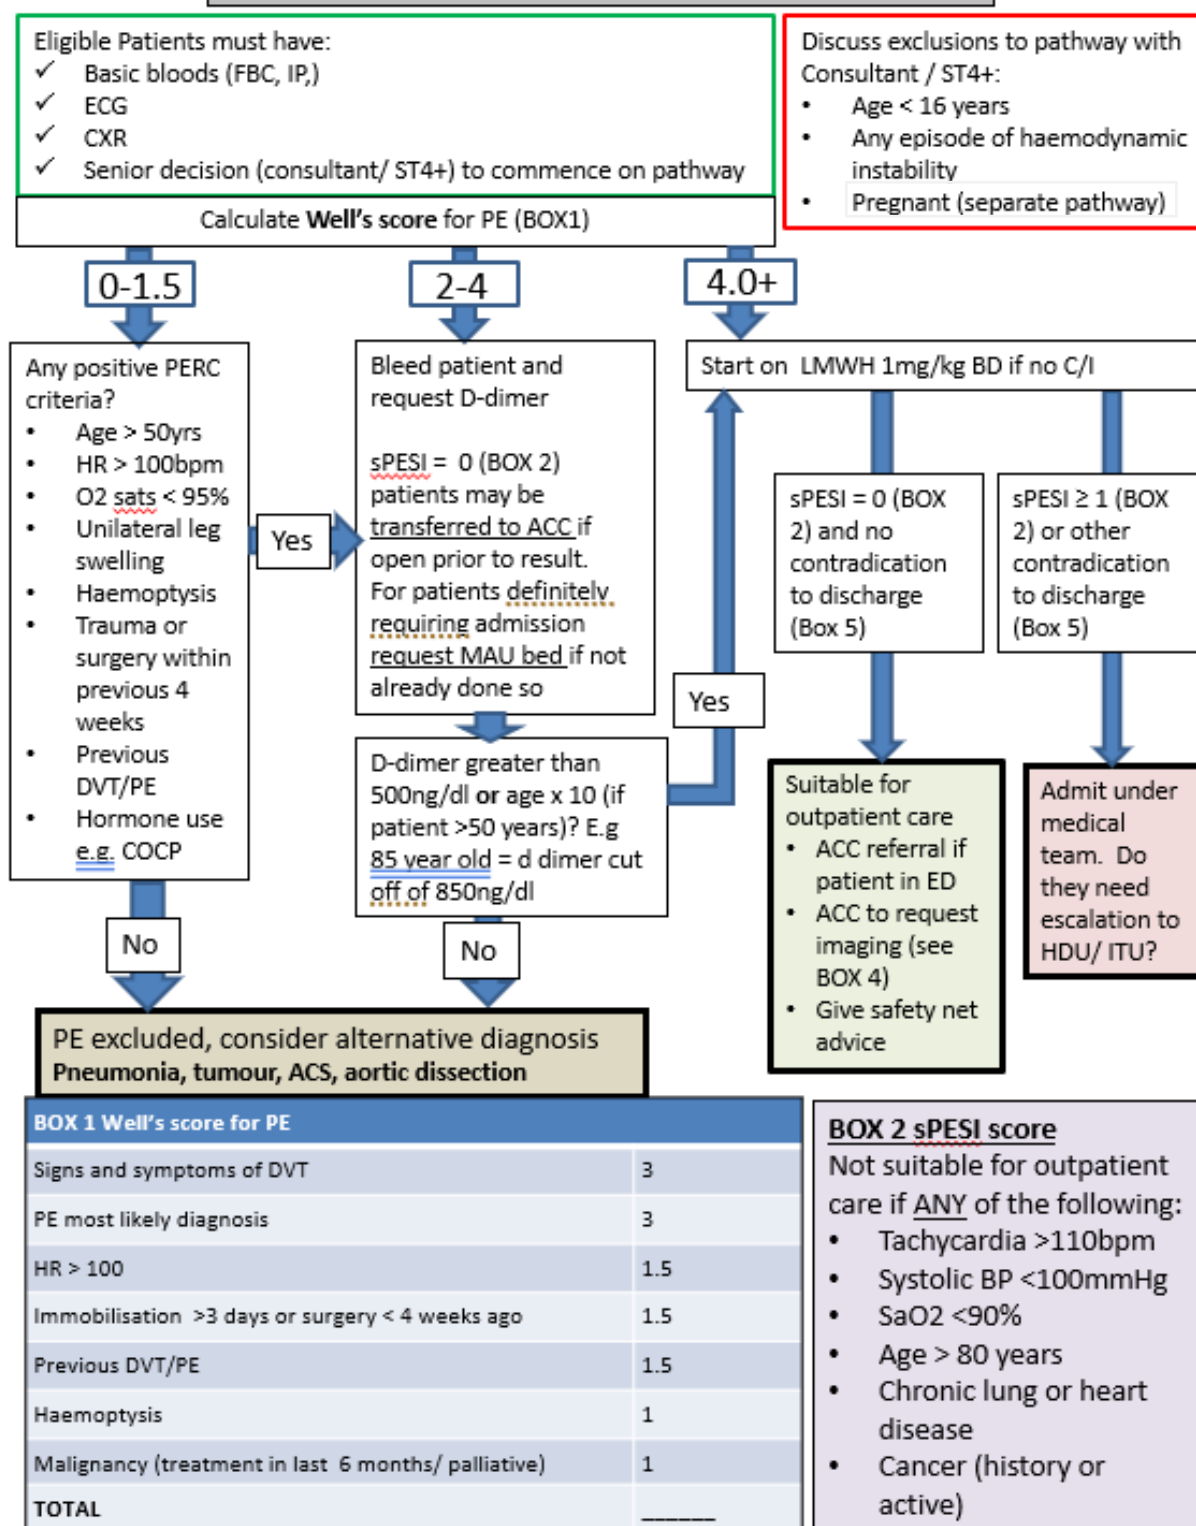 Eligible Patients must have:
✓ Basic bloods (FBC, IP,)
✓ ECG
✓ CXR
✓ Senior decision (consultant/ ST4+) to commence on pathway
Discuss exclusions to pathway with
Consultant / ST4+:
• Age < 16 years
• Any episode of haemodynamic
instability
• Pregnant (separate pathway)
Calculate Well's score for PE (BOX1)
0-1.5
2-4
4.0+
Any positive PERC
criteria?
• Age > 50yrs
• HR > 100bpm
• O2 sats < 95%
• Unilateral leg
swelling
• Haemoptysis
• Trauma or
surgery within
previous 4
weeks
• Previous
DVT/PE
• Hormone use
e.g. COCP
Yes
No
Bleed patient and
request D-dimer
sPESI = 0 (BOX 2)
patients may be
transferred to ACC if
open prior to result.
For patients definitely
requiring admission
request MAU bed if not
already done so
D-dimer greater than
500ng/dl or age x 10 (if
patient >50 years)? E.g
85 year old = d dimer cut
off of 850ng/dl
Yes
No
Start on LMWH 1mg/kg BD if no C/I
sPESI = 0 (BOX
2) and no
contradication
to discharge
(Box 5)
sPESI ≥ 1 (BOX
2) or other
contradication
to discharge
(Box 5)
Suitable for
outpatient care
• ACC referral if
patient in ED
• ACC to request
imaging (see
BOX 4)
• Give safety net
advice
Admit under
medical
team. Do
they need
escalation to
HDU/ ITU?
PE excluded, consider alternative diagnosis
Pneumonia, tumour, ACS, aortic dissection
BOX 1 Well's score for PE
Signs and symptoms of DVT 3
PE most likely diagnosis 3
HR > 100 1.5
Immobilisation >3 days or surgery < 4 weeks ago 1.5
Previous DVT/PE 1.5
Haemoptysis 1
Malignancy (treatment in last 6 months/ palliative) 1
TOTAL ______
BOX 2 sPESI score
Not suitable for outpatient
care if ANY of the following:
• Tachycardia >110bpm
• Systolic BP <100mmHg
• SaO2 <90%
• Age > 80 years
• Chronic lung or heart
disease
• Cancer (history or
active)